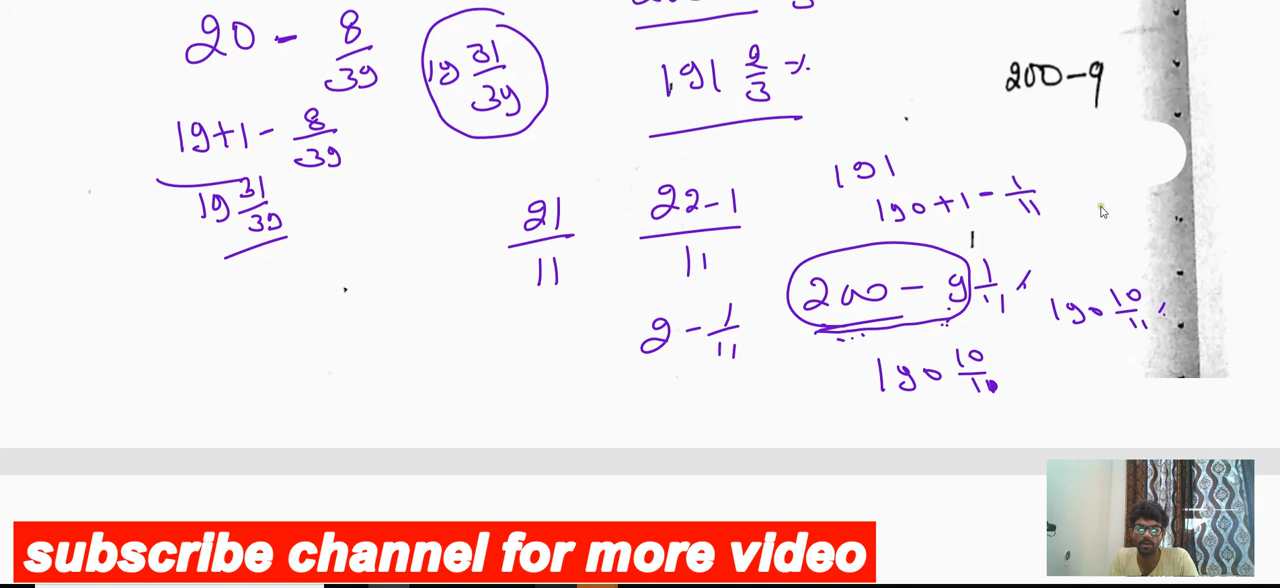 20 - 8/39
19 31/39
191 2/3 %
200-9
19+1- 8/39
19 31/39
21/11
22-1/11
191
190+1- 1/11
2- 1/11
200 - 9 1/11 %
190 10/11 %
190 10/11
subscribe channel for more video